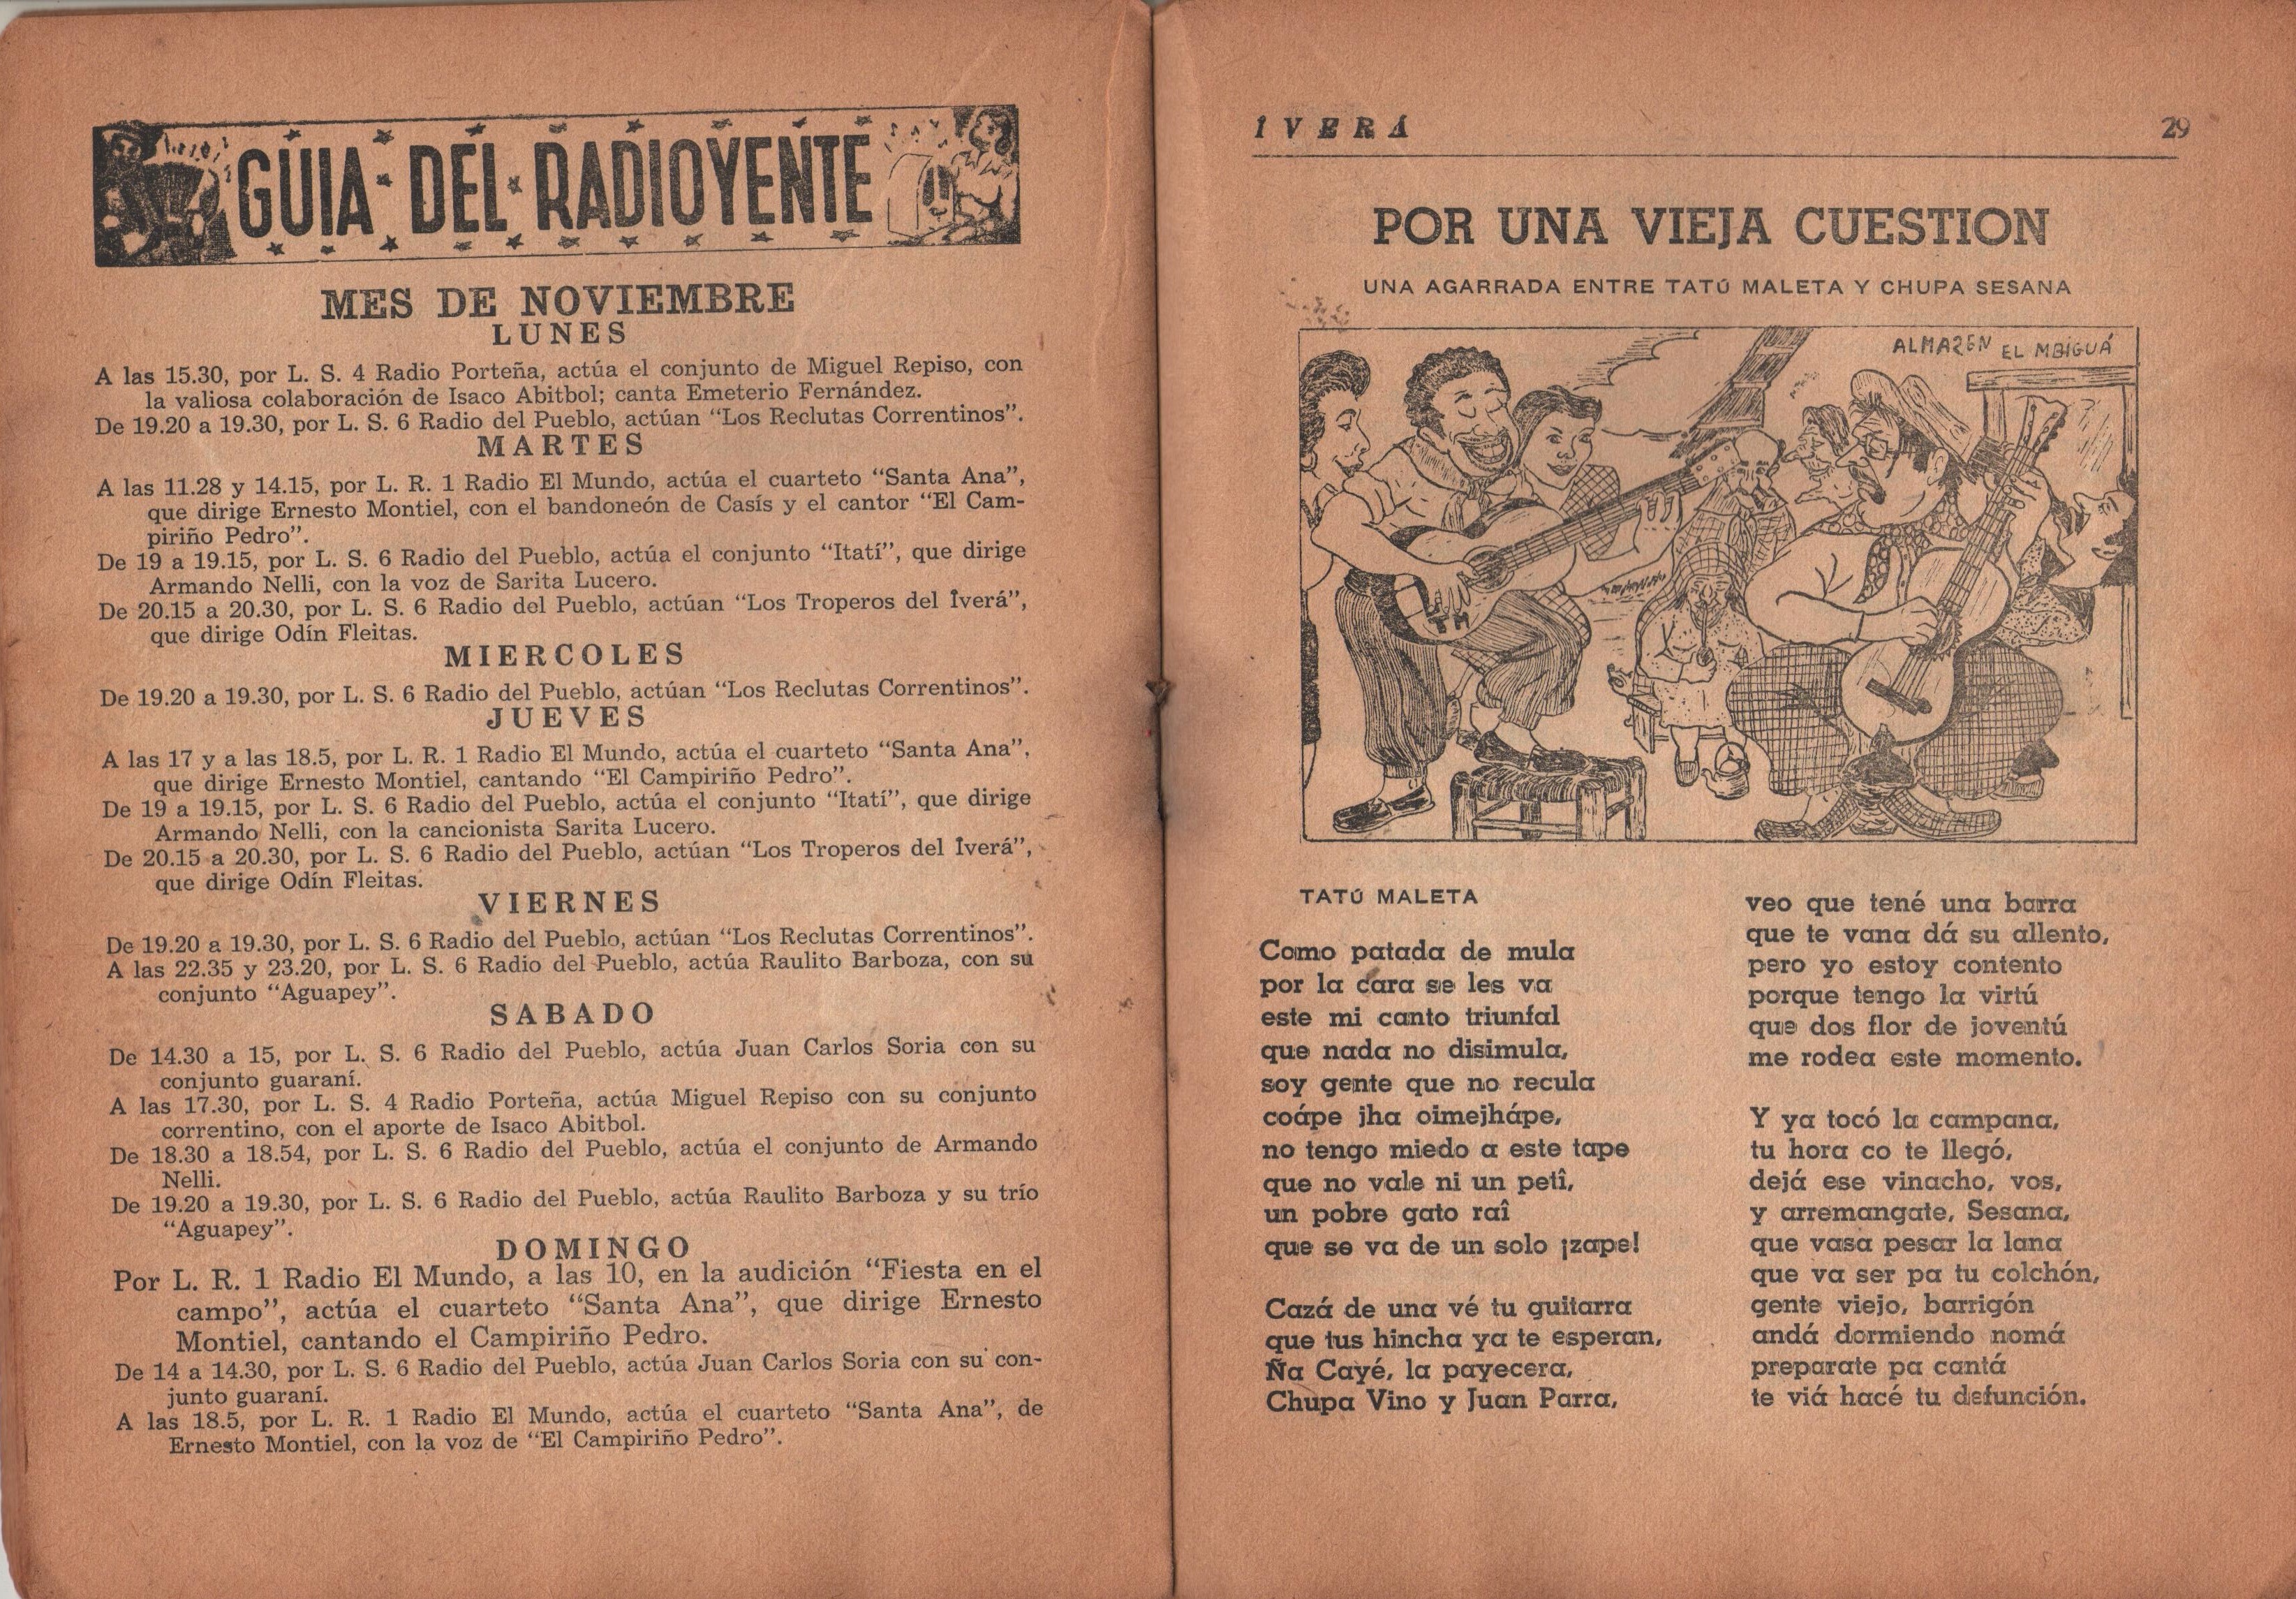 GUIA DEL RADIOYENTE
MES DE NOVIEMBRE
LUNES
A las 15.30, por L. S. 4 Radio Porteña, actúa el conjunto de Miguel Repiso, con
la valiosa colaboración de Isaco Abitbol; canta Emeterio Fernández.
De 19.20 a 19.30, por L. S. 6 Radio del Pueblo, actúan “Los Reclutas Correntinos”.
MARTES
A las 11.28 y 14.15, por L. R. 1 Radio El Mundo, actúa el cuarteto “Santa Ana”,
que dirige Ernesto Montiel, con el bandoneón de Casís y el cantor “El Cam-
piriño Pedro”.
De 19 a 19.15, por L. S. 6 Radio del Pueblo, actúa el conjunto “Itatí”, que dirige
Armando Nelli, con la voz de Sarita Lucero.
De 20.15 a 20.30, por L. S. 6 Radio del Pueblo, actúan “Los Troperos del Îverá”,
que dirige Odín Fleitas.
MIERCOLES
De 19.20 a 19.30, por L. S. 6 Radio del Pueblo, actúan “Los Reclutas Correntinos”.
JUEVES
A las 17 y a las 18.5, por L. R. 1 Radio El Mundo, actúa el cuarteto “Santa Ana”,
que dirige Ernesto Montiel, cantando “El Campiriño Pedro”.
De 19 a 19.15, por L. S. 6 Radio del Pueblo, actúa el conjunto “Itatí”, que dirige
Armando Nelli, con la cancionista Sarita Lucero.
De 20.15 a 20.30, por L. S. 6 Radio del Pueblo, actúan “Los Troperos del Îverá”,
que dirige Odín Fleitas.
VIERNES
De 19.20 a 19.30, por L. S. 6 Radio del Pueblo, actúan “Los Reclutas Correntinos”.
A las 22.35 y 23.20, por L. S. 6 Radio del Pueblo, actúa Raulito Barboza, con su
conjunto “Aguapey”.
SABADO
De 14.30 a 15, por L. S. 6 Radio del Pueblo, actúa Juan Carlos Soria con su
conjunto guaraní.
A las 17.30, por L. S. 4 Radio Porteña, actúa Miguel Repiso con su conjunto
correntino, con el aporte de Isaco Abitbol.
De 18.30 a 18.54, por L. S. 6 Radio del Pueblo, actúa el conjunto de Armando
Nelli.
De 19.20 a 19.30, por L. S. 6 Radio del Pueblo, actúa Raulito Barboza y su trío
“Aguapey”.
DOMINGO
Por L. R. 1 Radio El Mundo, a las 10, en la audición “Fiesta en el
campo”, actúa el cuarteto “Santa Ana”, que dirige Ernesto
Montiel, cantando el Campiriño Pedro.
De 14 a 14.30, por L. S. 6 Radio del Pueblo, actúa Juan Carlos Soria con su con-
junto guaraní.
A las 18.5, por L. R. 1 Radio El Mundo, actúa el cuarteto “Santa Ana”, de
Ernesto Montiel, con la voz de “El Campiriño Pedro”.
ÎVERÁ 29
POR UNA VIEJA CUESTION
UNA AGARRADA ENTRE TATÚ MALETA Y CHUPA SESANA
ALMAZEN EL MBIGUÁ
TATÚ MALETA
Como patada de mula
por la cara se les va
este mi canto triunfal
que nada no disimula,
soy gente que no recula
coápe jha oimejhápe,
no tengo miedo a este tape
que no vale ni un petî,
un pobre gato raî
que se va de un solo ¡zape!
Cazá de una vé tu guitarra
que tus hincha ya te esperan,
Ña Cayé, la payecera,
Chupa Vino y Juan Parra,
veo que tené una barra
que te vana dá su allento,
pero yo estoy contento
porque tengo la virtú
que dos flor de joventú
me rodea este momento.
Y ya tocó la campana,
tu hora co te llegó,
dejá ese vinacho, vos,
y arremangate, Sesana,
que vasa pesar la lana
que va ser pa tu colchón,
gente viejo, barrigón
andá dormiendo nomá
preparate pa cantá
te viá hacé tu defunción.